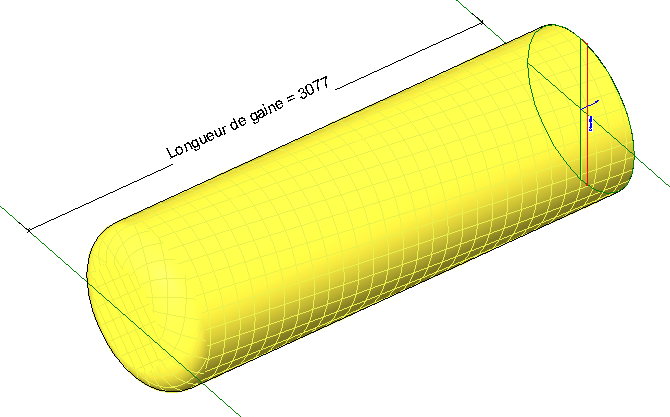 Longueur de gaine = 3077